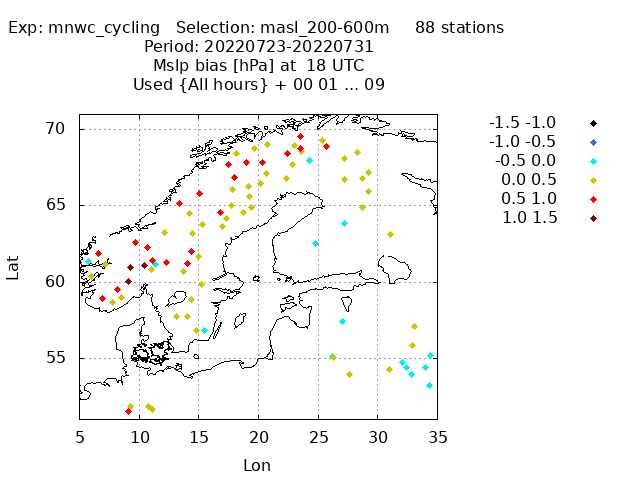 Exp: mnwc_cycling   Selection: masl_200-600m     88 stations
Period: 20220723-20220731
Mslp bias [hPa] at  18 UTC
Used {All hours} + 00 01 ... 09
-1.5 -1.0
-1.0 -0.5
-0.5 0.0
0.0 0.5
0.5 1.0
1.0 1.5
70
65
60
55
Lat
5 10 15 20 25 30 35
Lon